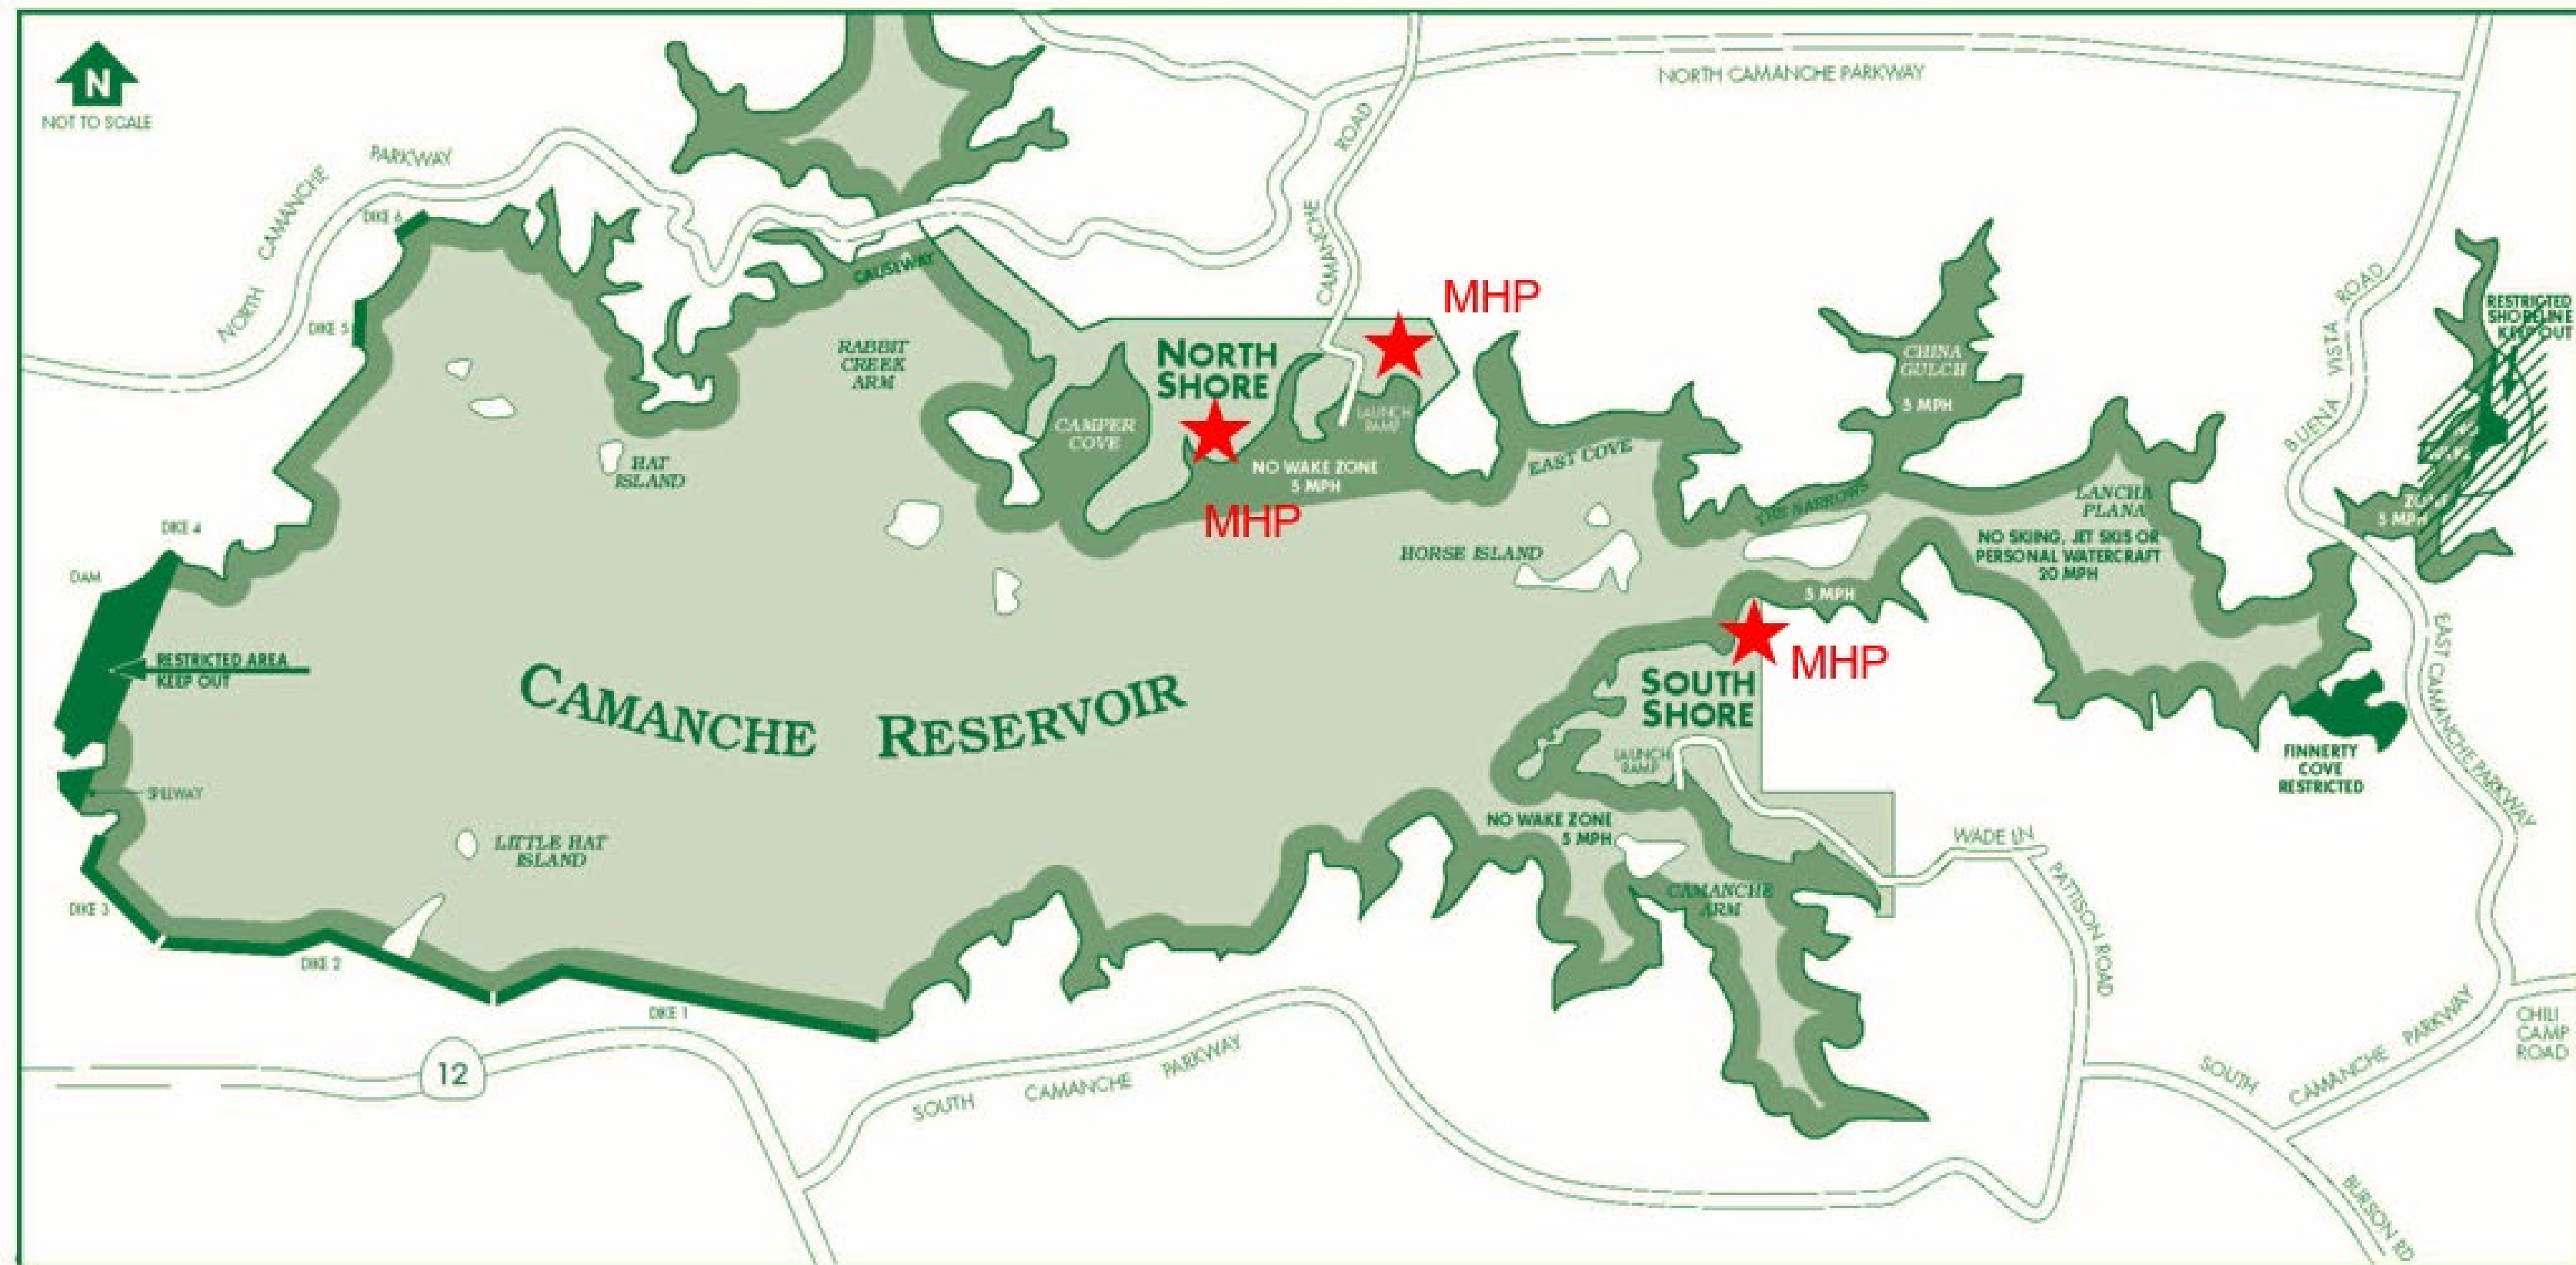 N
NOT TO SCALE
NORTH CAMANCHE PARKWAY
NORTH CAMANCHE PARKWAY
CAMANCHE ROAD
DIKE 6
DIKE 5
CAUSEWAY
RABBIT
CREEK
ARM
NORTH
SHORE
MHP
CAMPER
COVE
LAUNCH
RAMP
NO WAKE ZONE
5 MPH
MHP
HAT
ISLAND
EAST COVE
CHINA
GULCH
5 MPH
BUENA VISTA ROAD
RESTRICTED
SHORELINE
KEEP OUT
ZONE
5 MPH
THE NARROWS
LANCHA
PLANA
NO SKIING, JET SKIS OR
PERSONAL WATERCRAFT
20 MPH
HORSE ISLAND
5 MPH
DIKE 4
DAM
RESTRICTED AREA
KEEP OUT
CAMANCHE RESERVOIR
MHP
SOUTH
SHORE
LAUNCH
RAMP
EAST CAMANCHE PARKWAY
FINNERTY
COVE
RESTRICTED
SPILLWAY
LITTLE HAT
ISLAND
NO WAKE ZONE
5 MPH
CAMANCHE
ARM
WADE LN
PATTISON ROAD
DIKE 3
DIKE 2
DIKE 1
12
SOUTH CAMANCHE PARKWAY
SOUTH CAMANCHE PARKWAY
CHILI
CAMP
ROAD
BURSON RD